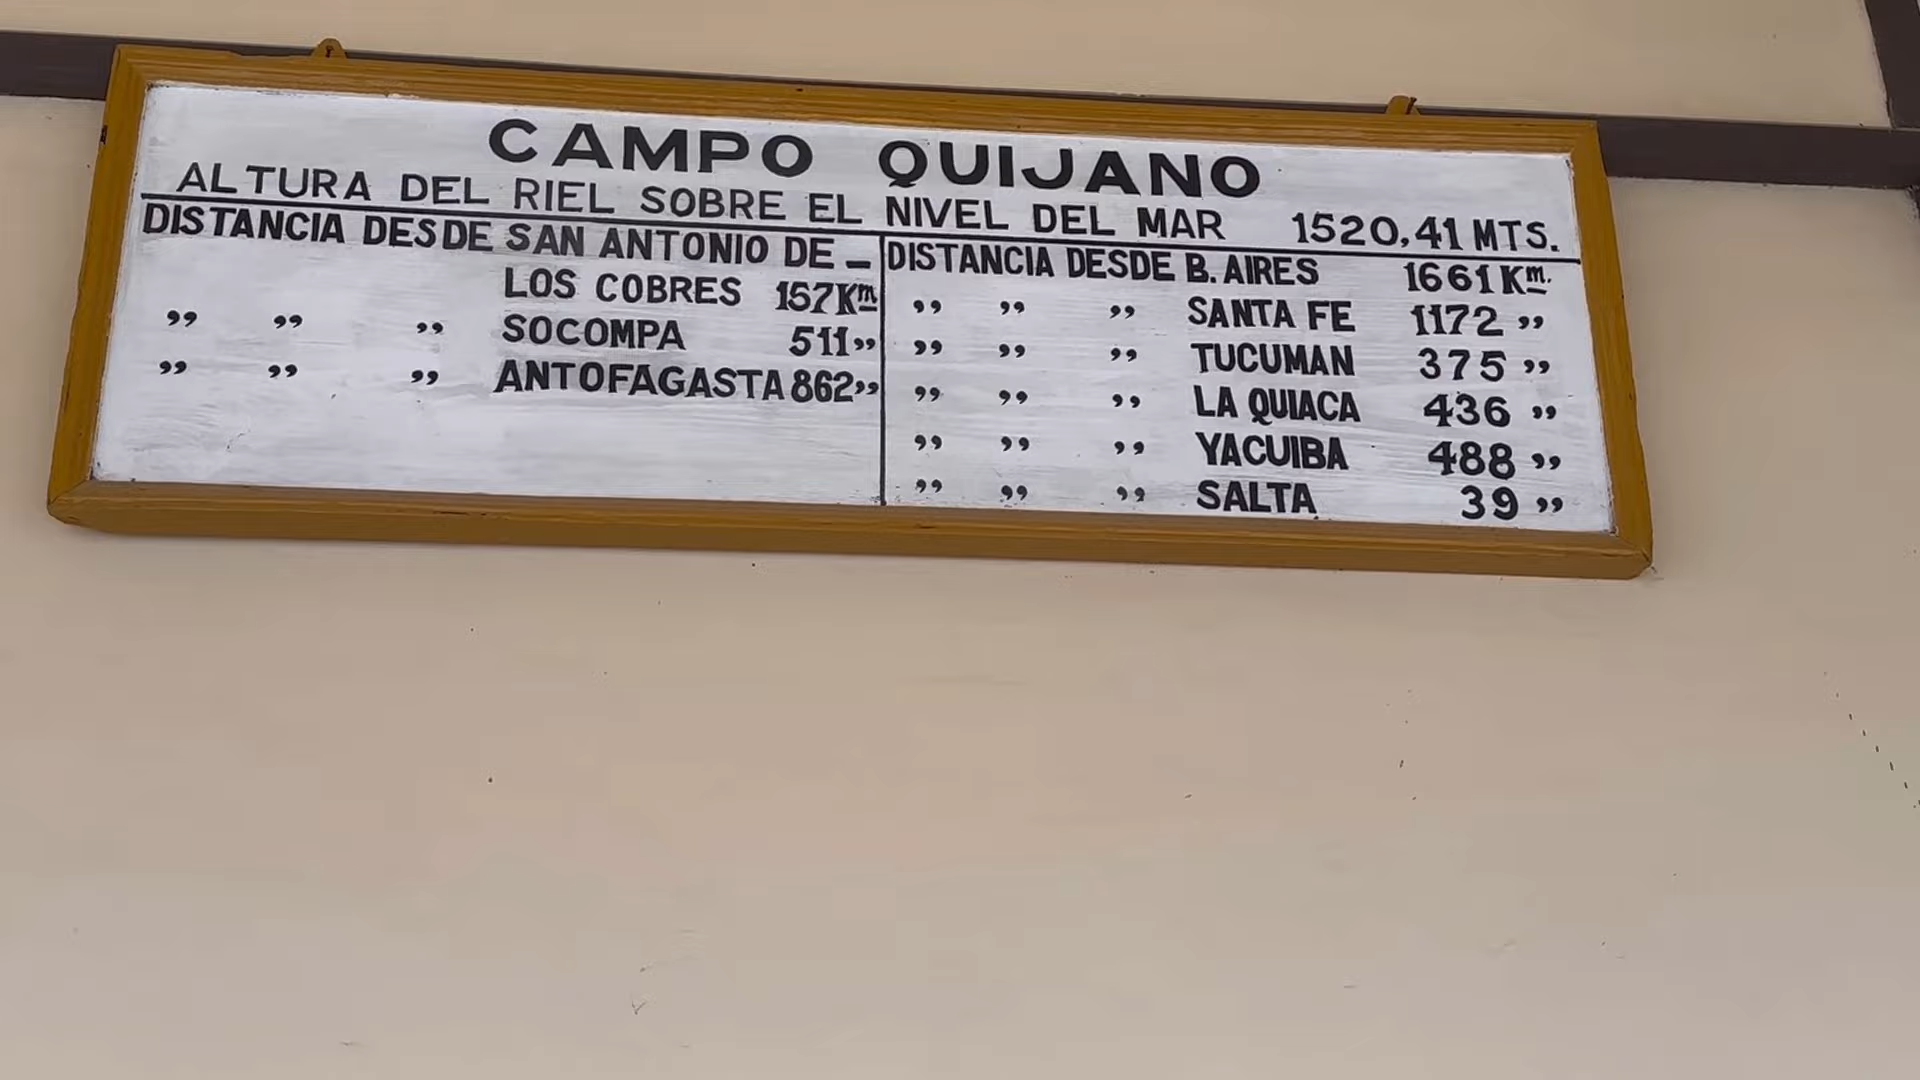 CAMPO QUIJANO
ALTURA DEL RIEL SOBRE EL NIVEL DEL MAR 1520,41 MTS.
DISTANCIA DESDE SAN ANTONIO DE –
LOS COBRES 157 Km
” ” ” SOCOMPA 511 ”
” ” ” ANTOFAGASTA 862 ”
DISTANCIA DESDE B. AIRES 1661 Km.
” ” ” SANTA FE 1172 ”
” ” ” TUCUMAN 375 ”
” ” ” LA QUIACA 436 ”
” ” ” YACUIBA 488 ”
” ” ” SALTA 39 ”